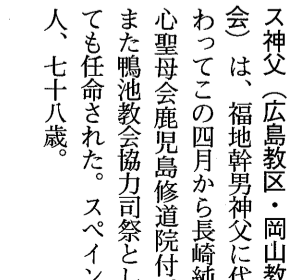 ス神父（広島教区・岡山教
会）は、福地幹男神父に代
わってこの四月から長崎純
心聖母会鹿児島修道院付
また鴨池教会協力司祭とし
ても任命された。スペイン
人、七十八歳。